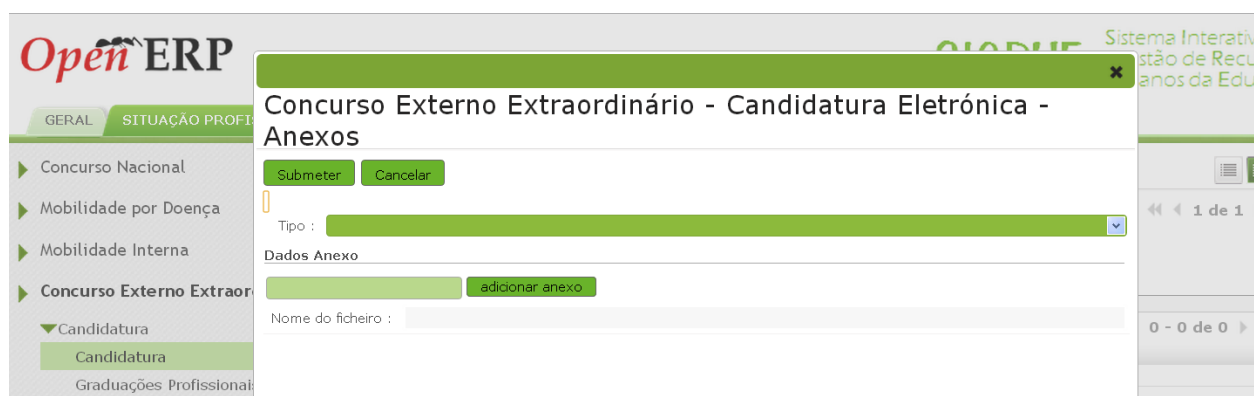 Open ERP
Sistema Interativ
stão de Recu
anos da Edu
GERAL
SITUAÇÃO PROFI
Concurso Externo Extraordinário - Candidatura Eletrónica -
Anexos
Submeter
Cancelar
Tipo :
Dados Anexo
adicionar anexo
Nome do ficheiro :
Concurso Nacional
Mobilidade por Doença
Mobilidade Interna
Concurso Externo Extraor
Candidatura
Candidatura
Graduações Profissionai
1 de 1
0 - 0 de 0